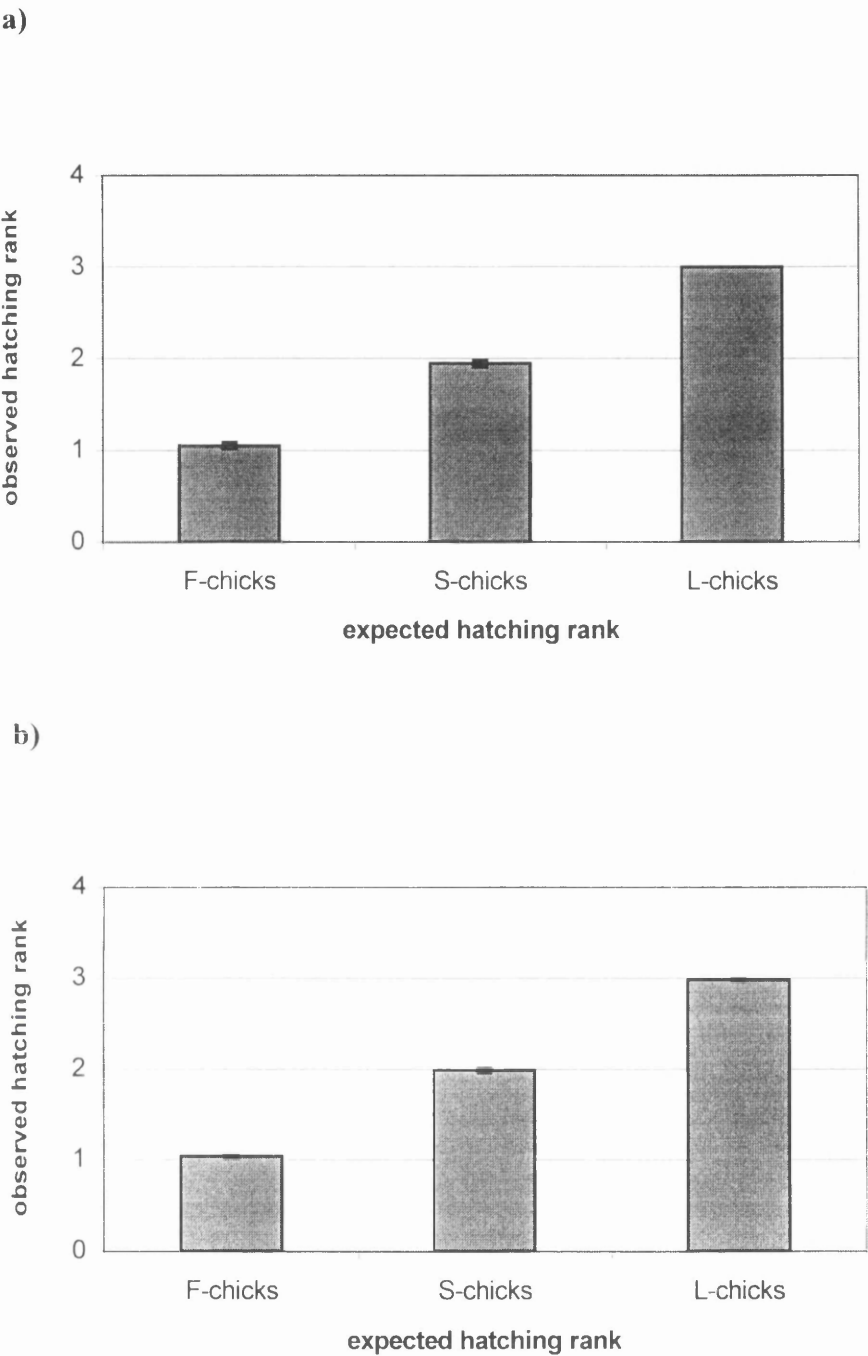 a)
observed hatching rank
4
3
2
1
0
F-chicks S-chicks L-chicks
expected hatching rank
b)
observed hatching rank
4
3
2
1
0
F-chicks S-chicks L-chicks
expected hatching rank